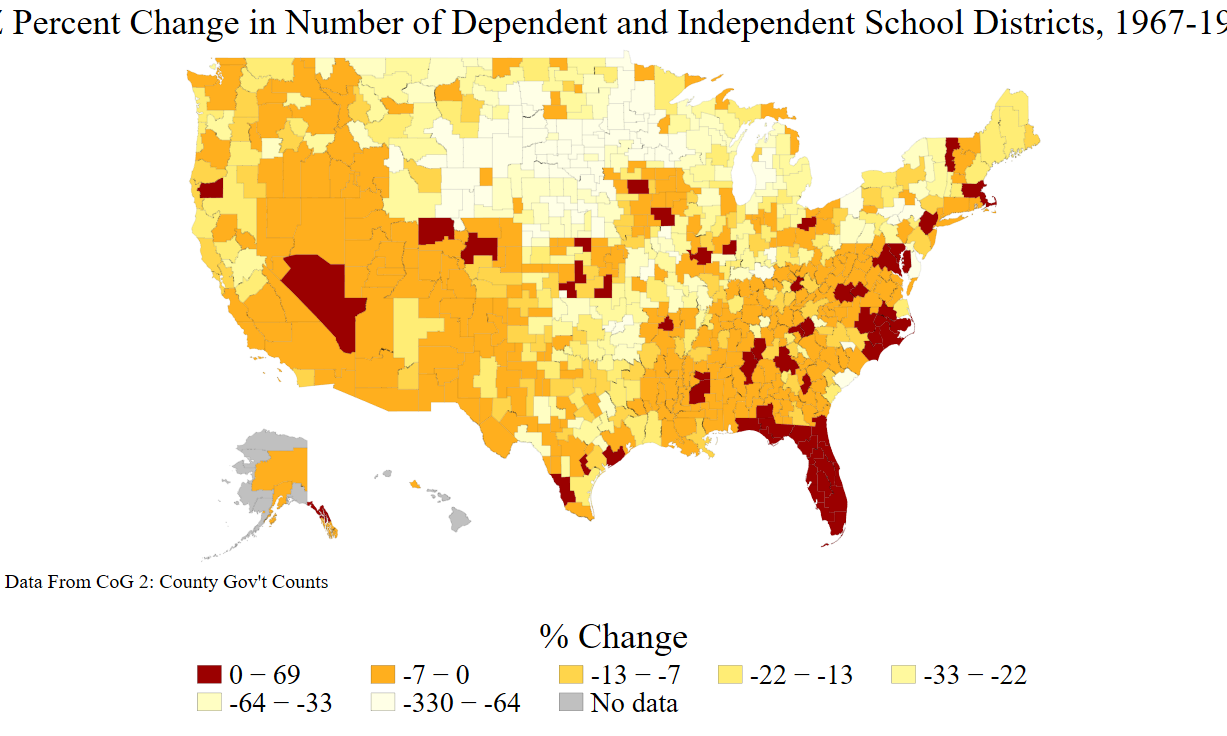 Percent Change in Number of Dependent and Independent School Districts, 1967-19
Data From CoG 2: County Gov't Counts
% Change
0 − 69
-7 − 0
-13 − -7
-22 − -13
-33 − -22
-64 − -33
-330 − -64
No data